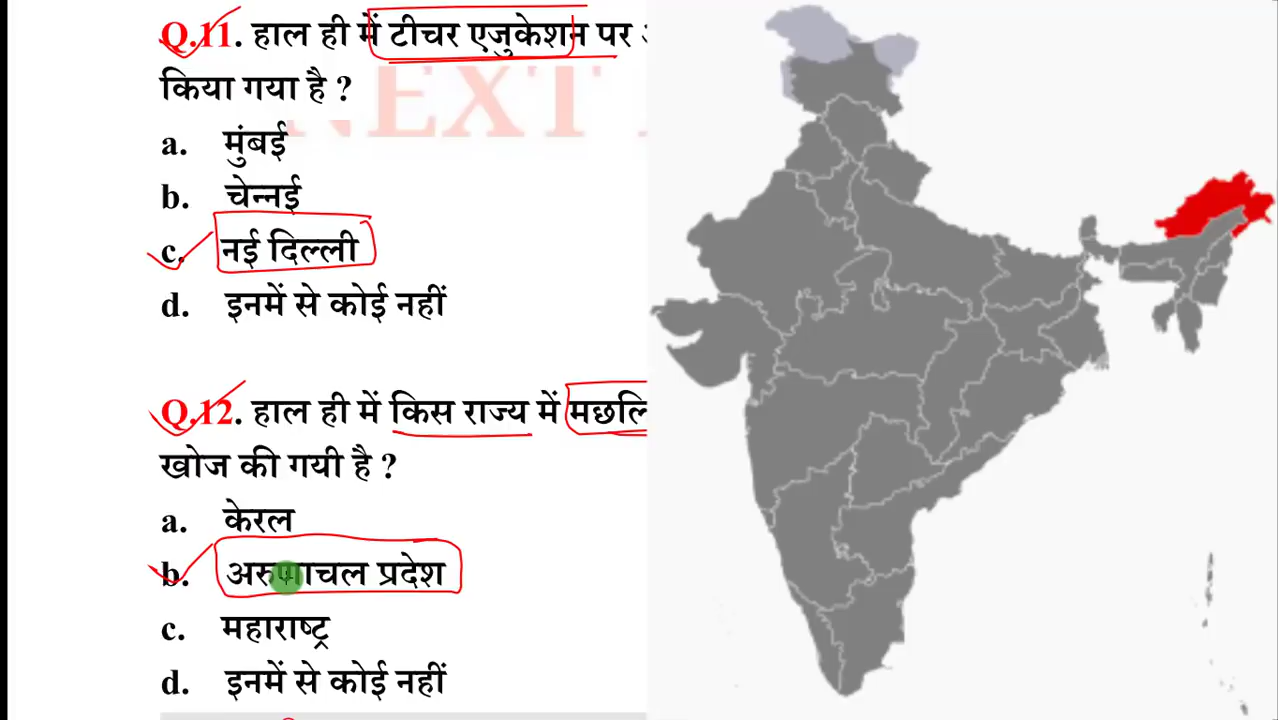 Q.11. हाल ही में टीचर एजुकेशन पर
किया गया है ?
NEXT
a. मुंबई
b. चेन्नई
c. नई दिल्ली
d. इनमें से कोई नहीं
Q.12. हाल ही में किस राज्य में मछलि
खोज की गयी है ?
a. केरल
b. अरुणाचल प्रदेश
c. महाराष्ट्र
d. इनमें से कोई नहीं